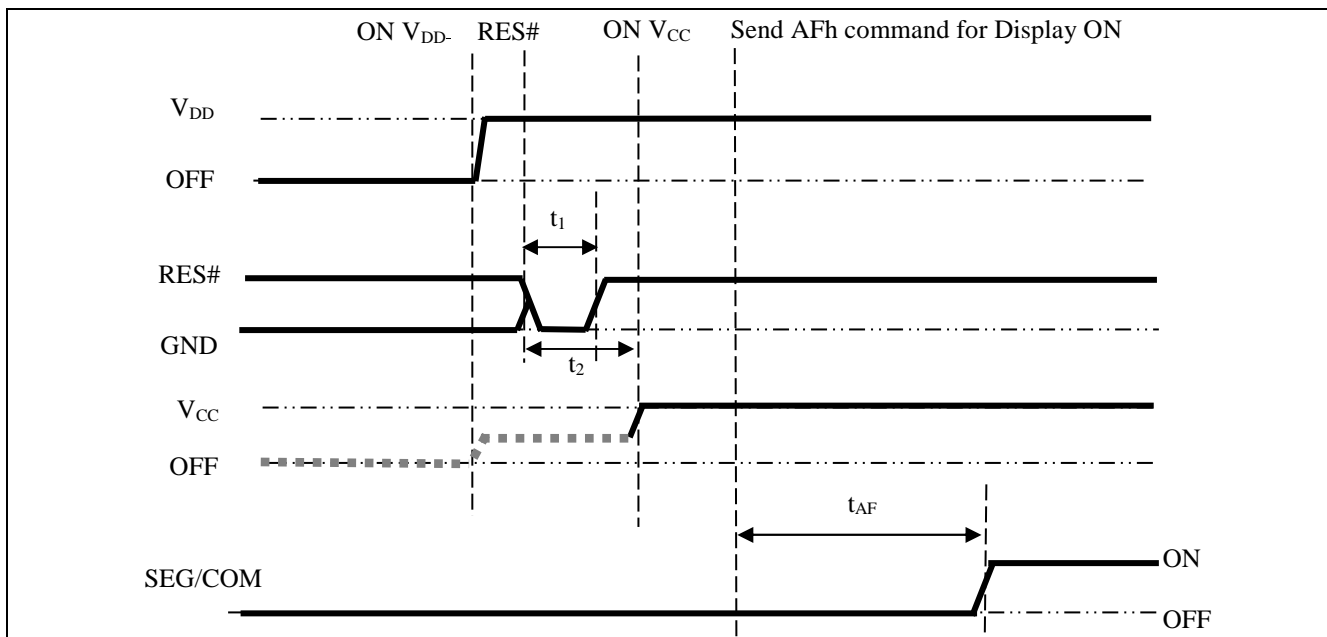 ON VDD- RES# ON VCC Send AFh command for Display ON
VDD
OFF
t1
RES#
GND
t2
VCC
OFF
tAF
SEG/COM
ON
OFF